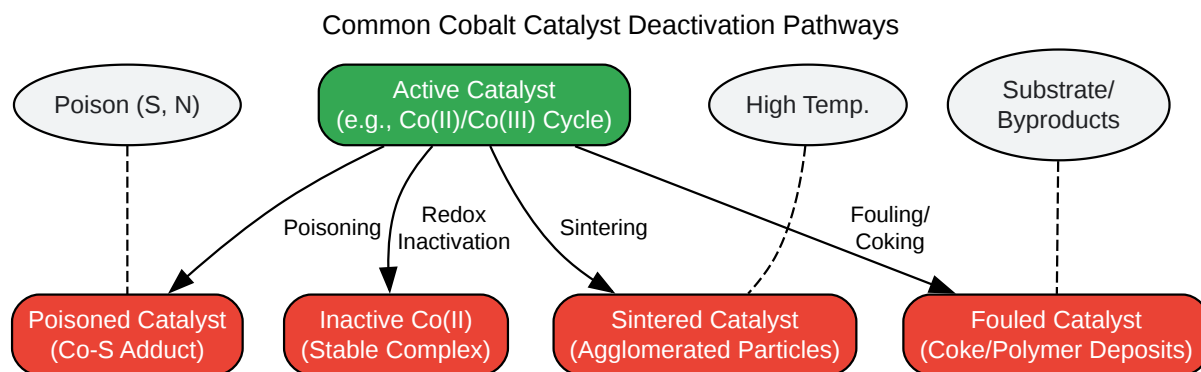 Common Cobalt Catalyst Deactivation Pathways
Poison (S, N)
Active Catalyst
(e.g., Co(II)/Co(III) Cycle)
High Temp.
Substrate/
Byproducts
Poisoning
Redox
Inactivation
Sintering
Fouling/
Coking
Poisoned Catalyst
(Co-S Adduct)
Inactive Co(II)
(Stable Complex)
Sintered Catalyst
(Agglomerated Particles)
Fouled Catalyst
(Coke/Polymer Deposits)